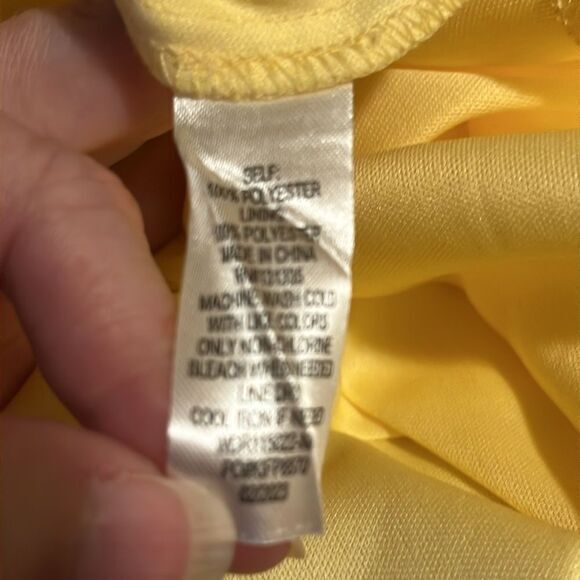 SELF:
100% POLYESTER
LINING
100% POLYESTER
MADE IN CHINA
MACHINE WASH COLD
WITH LIKE COLORS
ONLY NON-CHLORINE
BLEACH WHEN NEEDED
LINE DRY
COOL IRON IF NEED